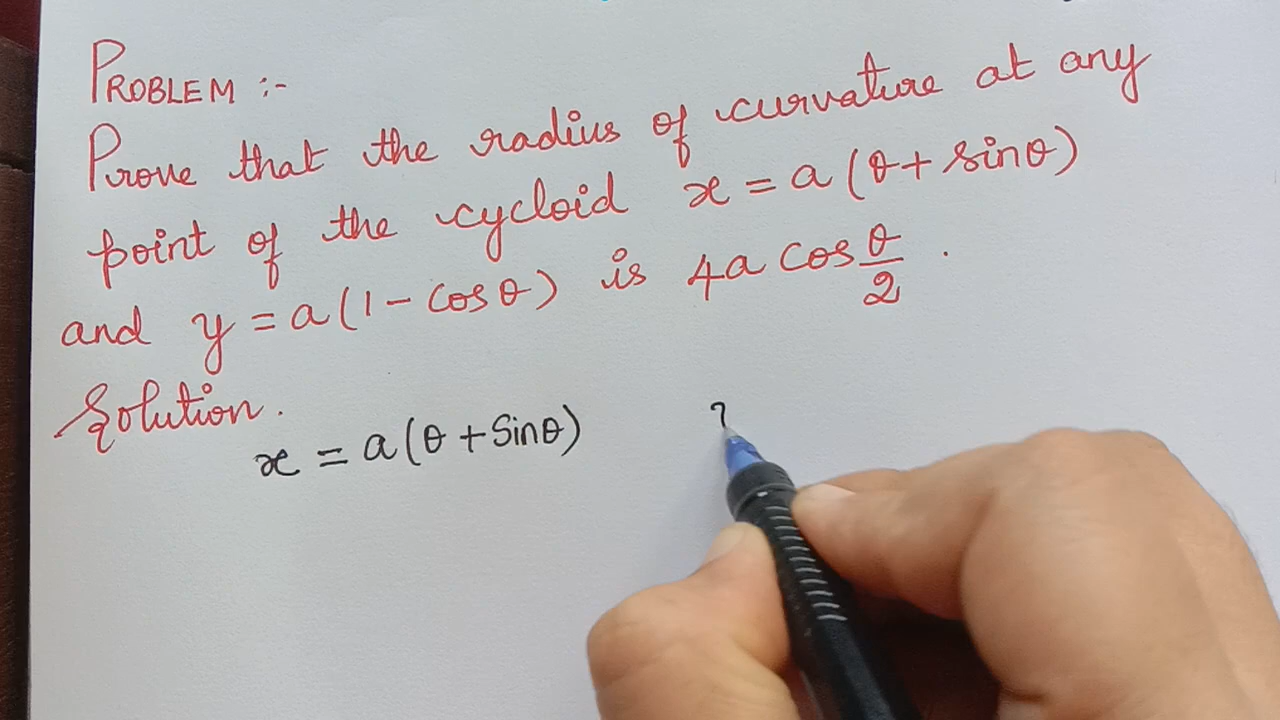 PROBLEM :-
Prove that the radius of curvature at any
point of the cycloid x = a (θ + sinθ)
and y = a (1 - cosθ) is 4a cos θ/2 .
Solution.
x = a (θ + Sinθ)